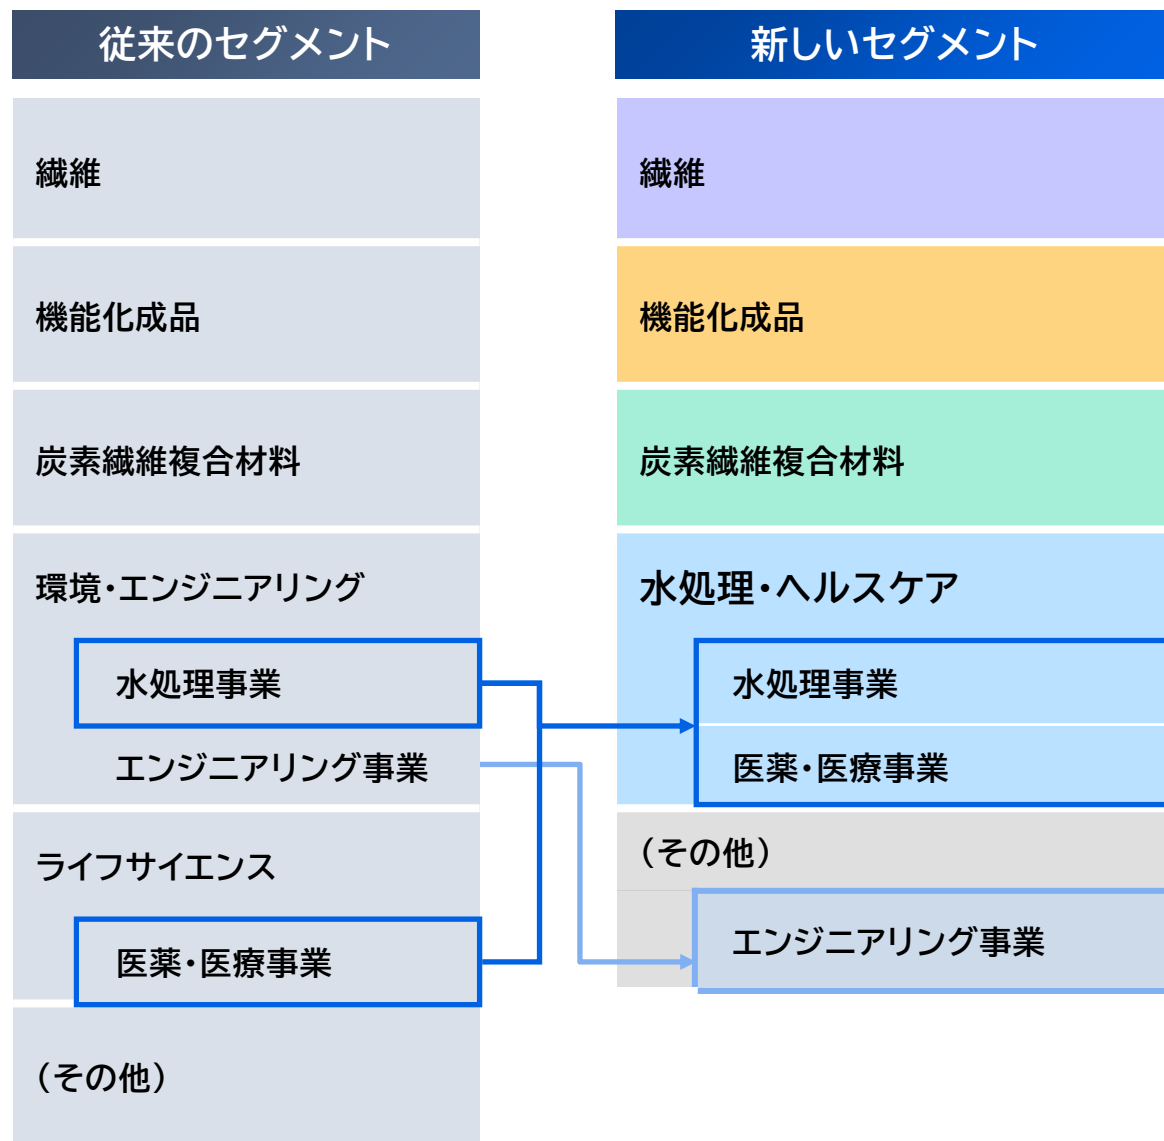 従来のセグメント
繊維
機能化成品
炭素繊維複合材料
環境・エンジニアリング
水処理事業
エンジニアリング事業
ライフサイエンス
医薬・医療事業
（その他）
新しいセグメント
繊維
機能化成品
炭素繊維複合材料
水処理・ヘルスケア
水処理事業
医薬・医療事業
（その他）
エンジニアリング事業